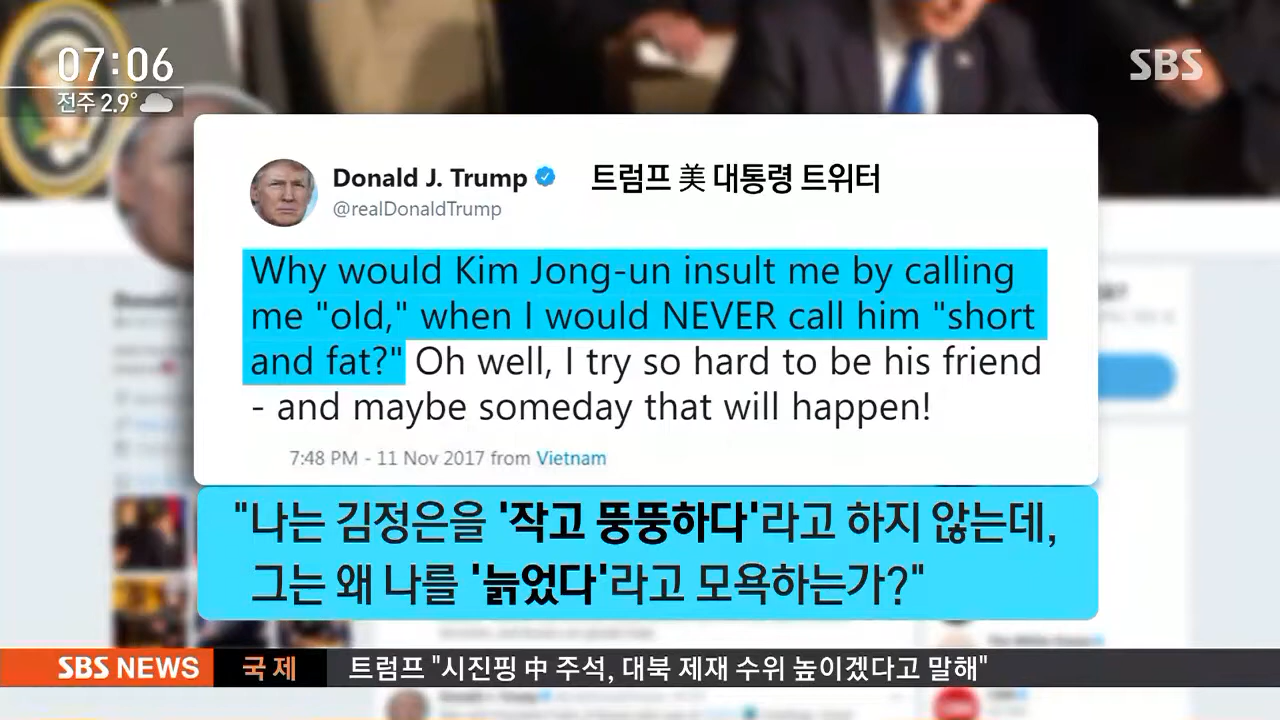 07:06
전주 2.9°
SBS
Donald J. Trump
트럼프 美 대통령 트위터
@realDonaldTrump
Why would Kim Jong-un insult me by calling
me "old," when I would NEVER call him "short
and fat?" Oh well, I try so hard to be his friend
- and maybe someday that will happen!
7:48 PM - 11 Nov 2017 from Vietnam
"나는 김정은을 '작고 뚱뚱하다'라고 하지 않는데,
그는 왜 나를 '늙었다'라고 모욕하는가?"
SBS NEWS 국 제 트럼프 "시진핑 中 주석, 대북 제재 수위 높이겠다고 말해"